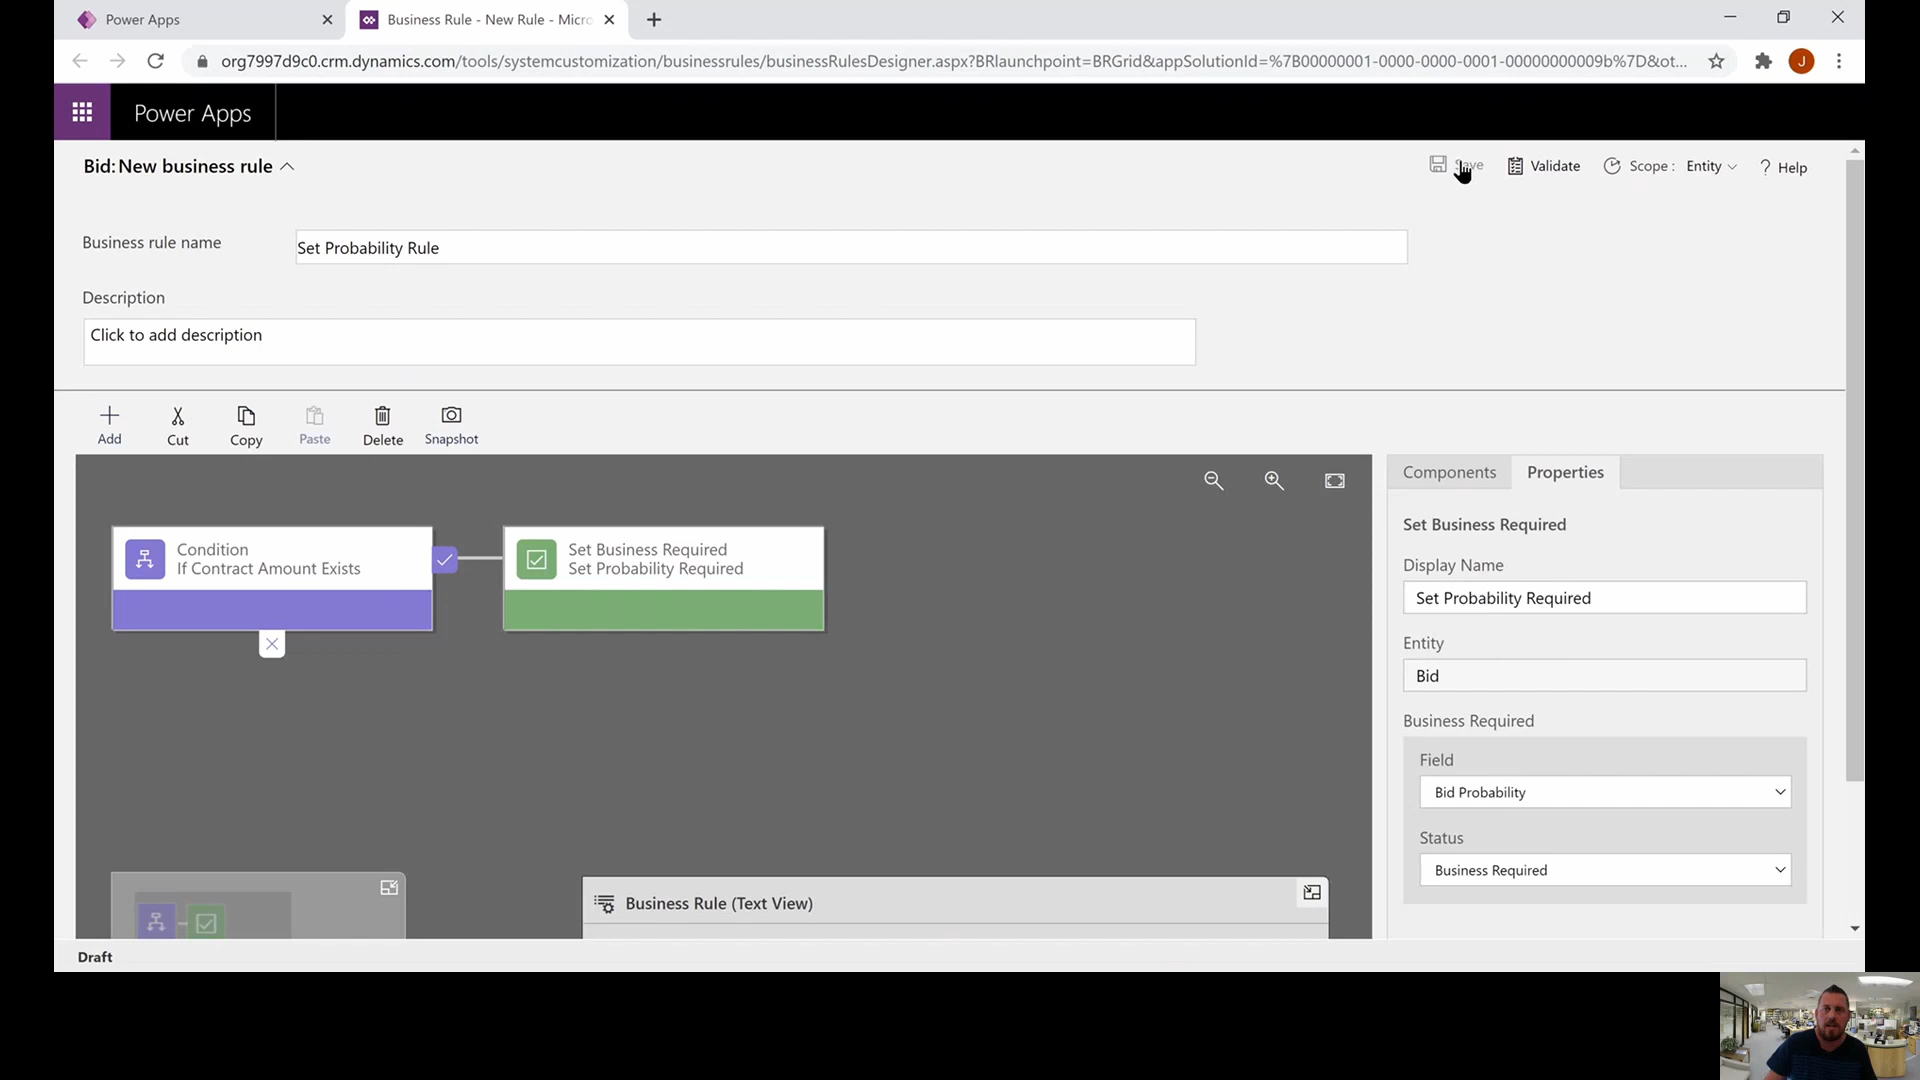 Power Apps
Business Rule - New Rule - Micro
org7997d9c0.crm.dynamics.com/tools/systemcustomization/businessrules/businessRulesDesigner.aspx?BRlaunchpoint=BRGrid&appSolutionId=%7B00000001-0000-0000-0001-00000000009b%7D&ot...
J
Power Apps
Bid: New business rule
Save
Validate
Scope :
Entity
? Help
Business rule name
Set Probability Rule
Description
Click to add description
Add
Cut
Copy
Paste
Delete
Snapshot
Components
Properties
Condition
If Contract Amount Exists
Set Business Required
Set Probability Required
Set Business Required
Display Name
Set Probability Required
Entity
Bid
Business Required
Field
Bid Probability
Status
Business Required
Business Rule (Text View)
Draft